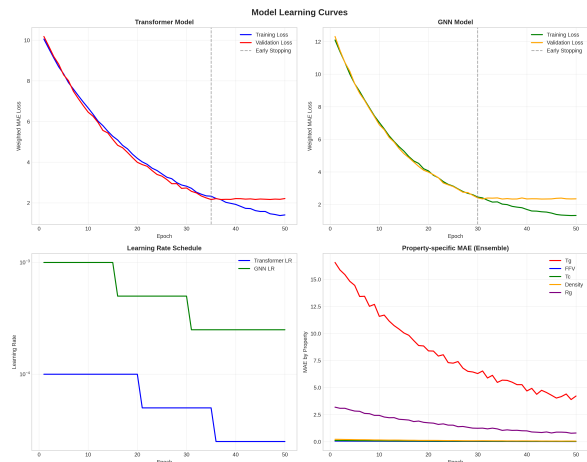 Model Learning Curves
Transformer Model
Weighted MAE Loss
10
8
6
4
2
0
10
20
30
40
50
Epoch
Training Loss
Validation Loss
Early Stopping
GNN Model
Weighted MAE Loss
12
10
8
6
4
2
0
10
20
30
40
50
Epoch
Training Loss
Validation Loss
Early Stopping
Learning Rate Schedule
Learning Rate
10⁻³
10⁻⁴
0
10
20
30
40
50
Epoch
Transformer LR
GNN LR
Property-specific MAE (Ensemble)
MAE by Property
15.0
12.5
10.0
7.5
5.0
2.5
0.0
0
10
20
30
40
50
Epoch
Tg
FFV
Tc
Density
Rg